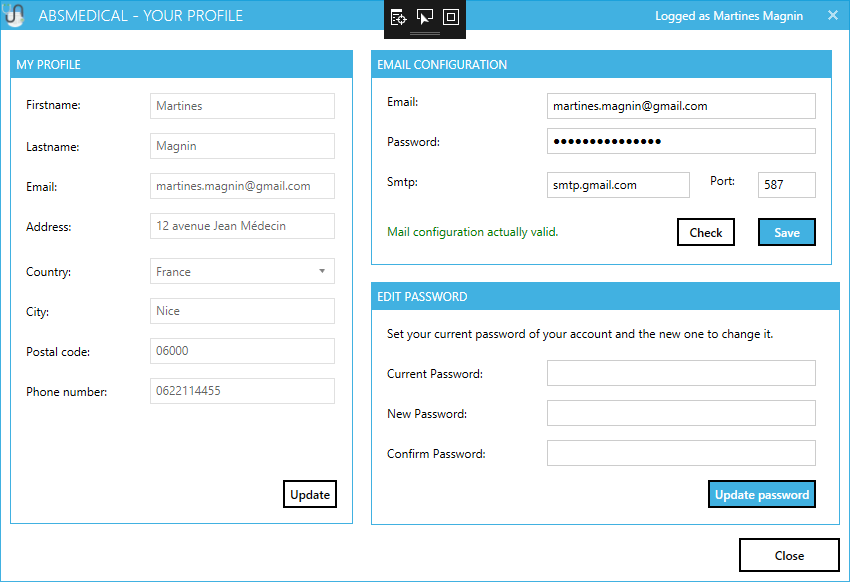 ABSMEDICAL - YOUR PROFILE
Logged as Martines Magnin
MY PROFILE
Firstname: Martines
Lastname: Magnin
Email: martines.magnin@gmail.com
Address: 12 avenue Jean Médecin
Country: France
City: Nice
Postal code: 06000
Phone number: 0622114455
Update
EMAIL CONFIGURATION
Email: martines.magnin@gmail.com
Password: ●●●●●●●●●●●●●●●
Smtp: smtp.gmail.com Port: 587
Mail configuration actually valid. Check Save
EDIT PASSWORD
Set your current password of your account and the new one to change it.
Current Password:
New Password:
Confirm Password:
Update password
Close